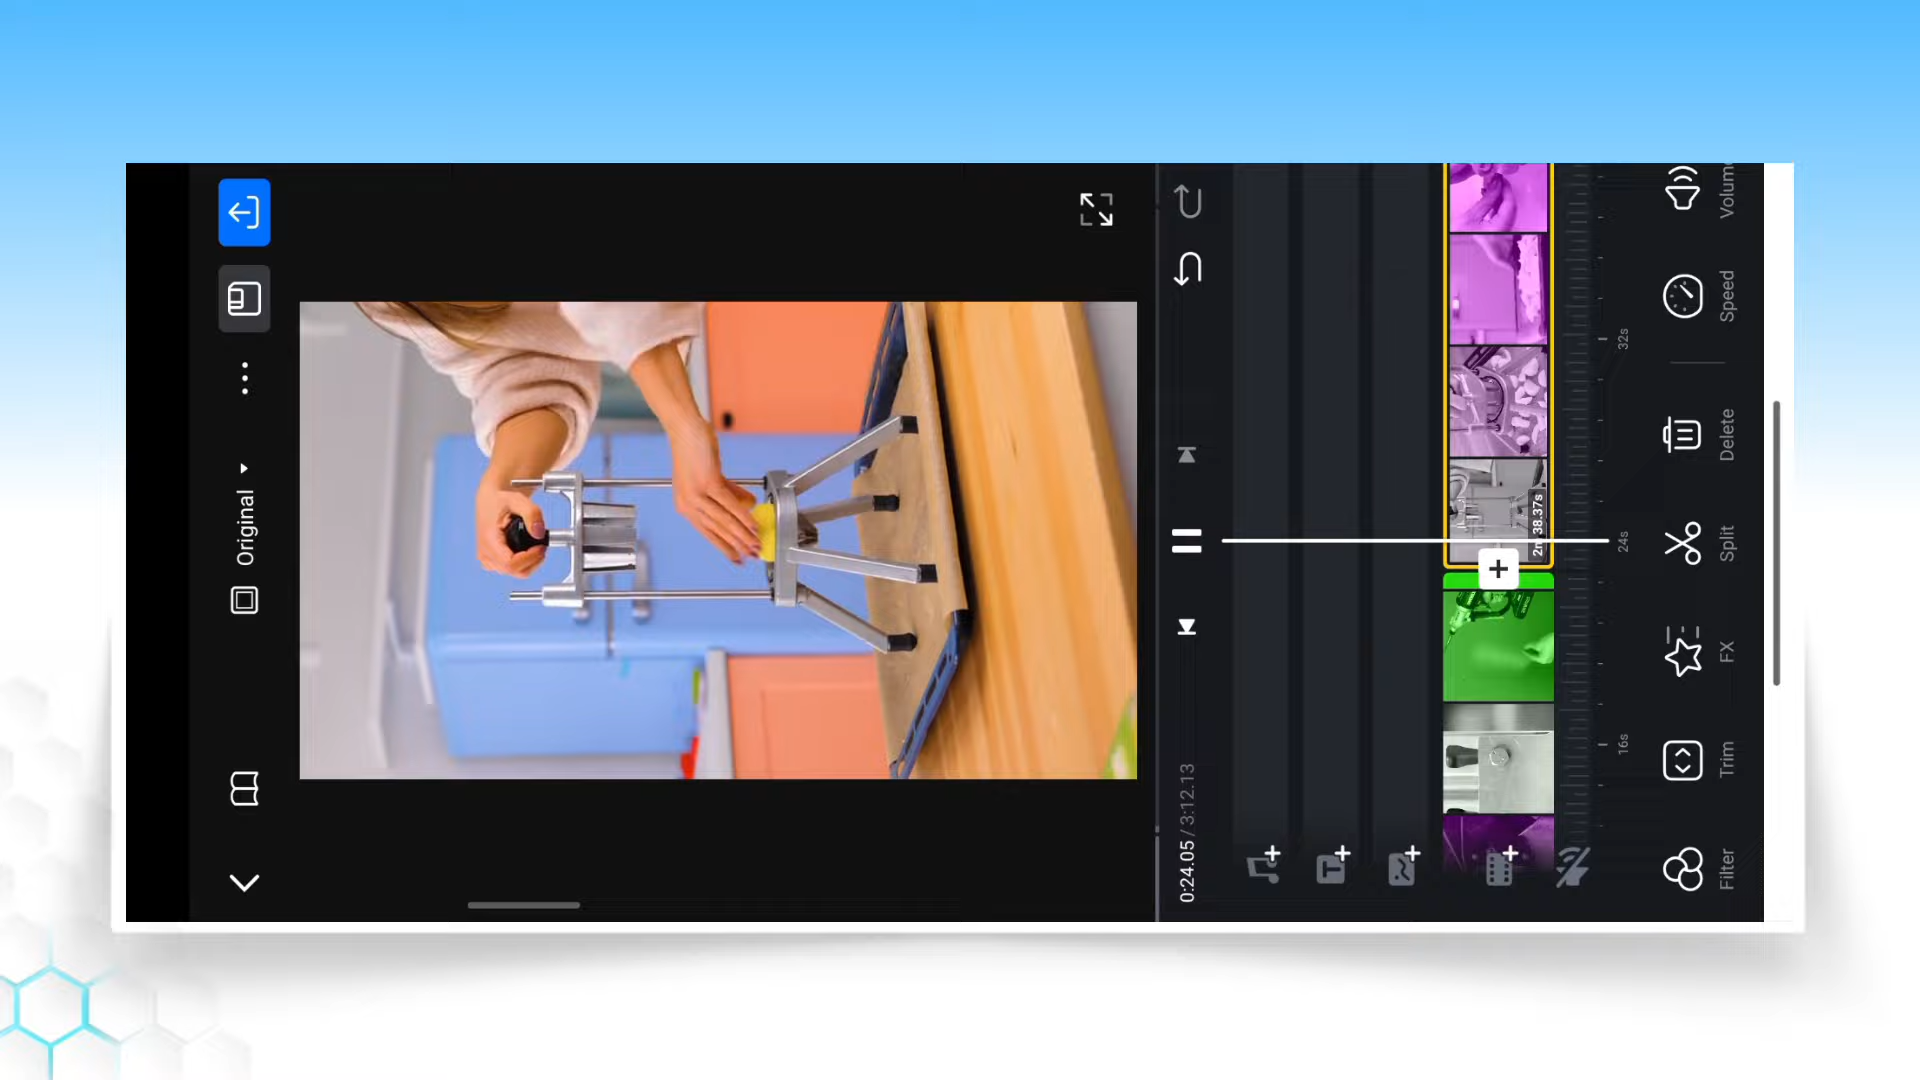 Original
0:24.05 / 3:12.13
2m 38.37s
16s
24s
32s
Filter
Trim
FX
Split
Delete
Speed
Volum